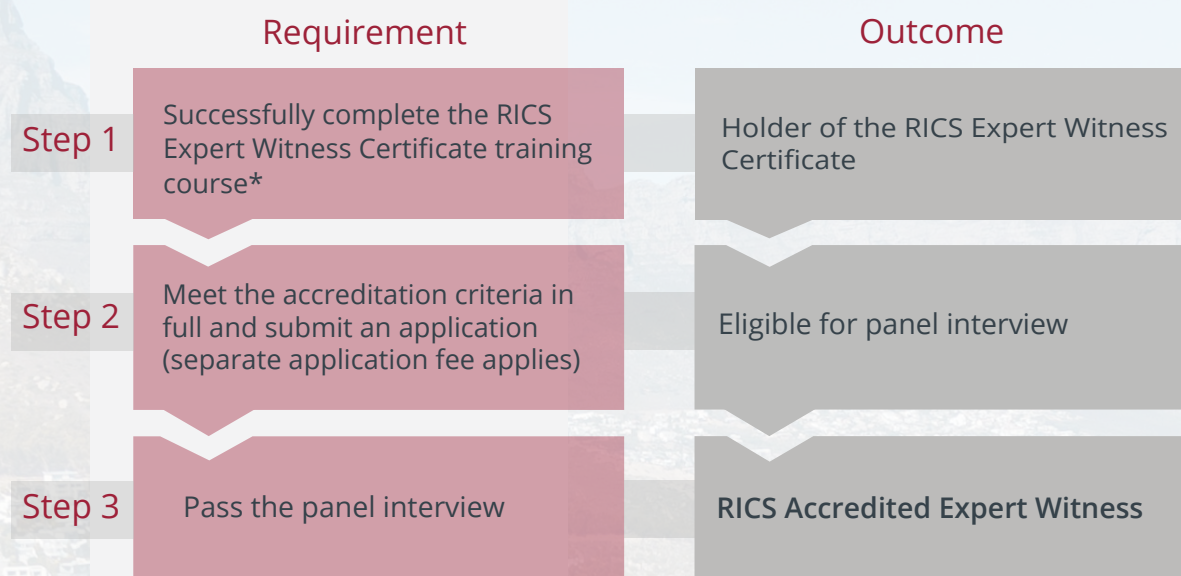 Requirement
Outcome
Step 1
Successfully complete the RICS
Expert Witness Certificate training
course*
Holder of the RICS Expert Witness
Certificate
Step 2
Meet the accreditation criteria in
full and submit an application
(separate application fee applies)
Eligible for panel interview
Step 3
Pass the panel interview
RICS Accredited Expert Witness